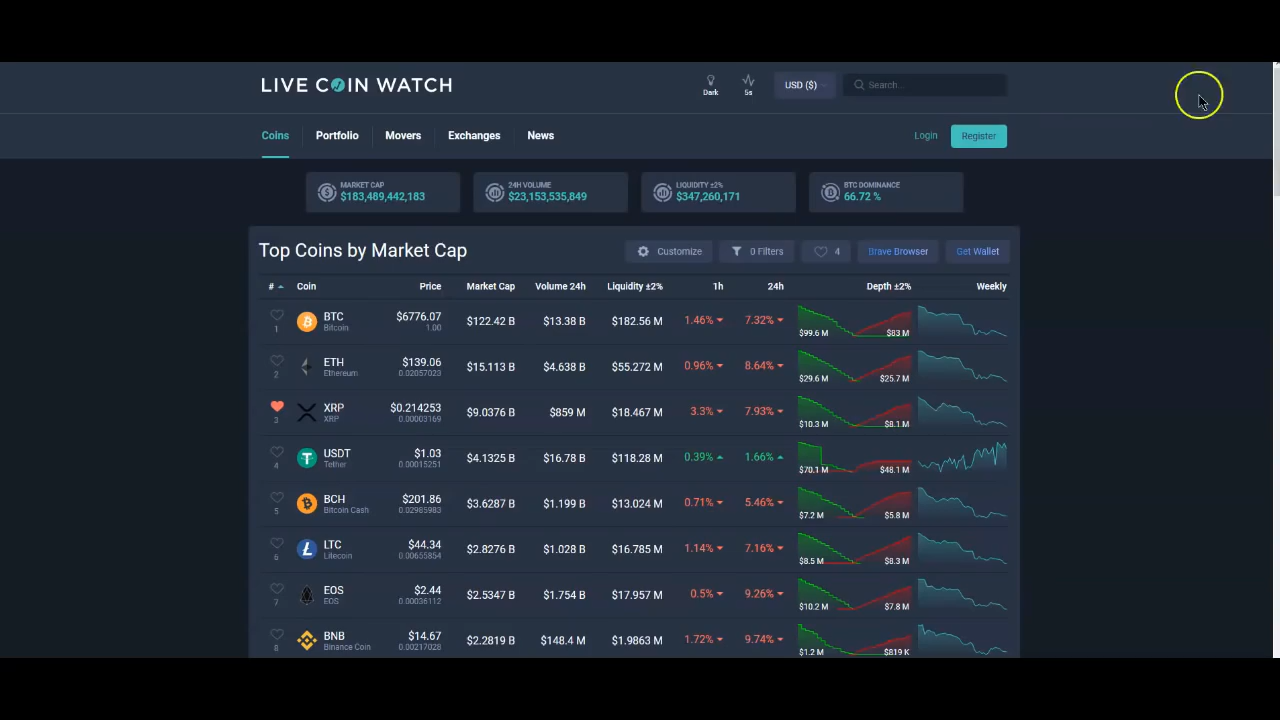 LIVE COIN WATCH
Dark
5s
USD ($)
Search...
Coins Portfolio Movers Exchanges News Login Register
MARKET CAP
$183,489,442,183
24H VOLUME
$23,153,535,849
LIQUIDITY ±2%
$347,260,171
BTC DOMINANCE
66.72 %
Top Coins by Market Cap Customize 0 Filters 4 Brave Browser Get Wallet
# Coin Price Market Cap Volume 24h Liquidity ±2% 1h 24h Depth ±2% Weekly
1 BTC $6776.07 $122.42 B $13.38 B $182.56 M 1.46% 7.32% $99.6 M $83 M
Bitcoin 1.00
2 ETH $139.06 $15.113 B $4.638 B $55.272 M 0.96% 8.64% $29.6 M $25.7 M
Ethereum 0.02057023
3 XRP $0.214253 $9.0376 B $859 M $18.467 M 3.3% 7.93% $10.3 M $8.1 M
XRP 0.00003169
4 USDT $1.03 $4.1325 B $16.78 B $118.28 M 0.39% 1.66% $70.1 M $48.1 M
Tether 0.00015251
5 BCH $201.86 $3.6287 B $1.199 B $13.024 M 0.71% 5.46% $7.2 M $5.8 M
Bitcoin Cash 0.02985983
6 LTC $44.34 $2.8276 B $1.028 B $16.785 M 1.14% 7.16% $8.5 M $8.3 M
Litecoin 0.00655854
7 EOS $2.44 $2.5347 B $1.754 B $17.957 M 0.5% 9.26% $10.2 M $7.8 M
EOS 0.00036112
8 BNB $14.67 $2.2819 B $148.4 M $1.9863 M 1.72% 9.74% $1.2 M $819 K
Binance Coin 0.00217028